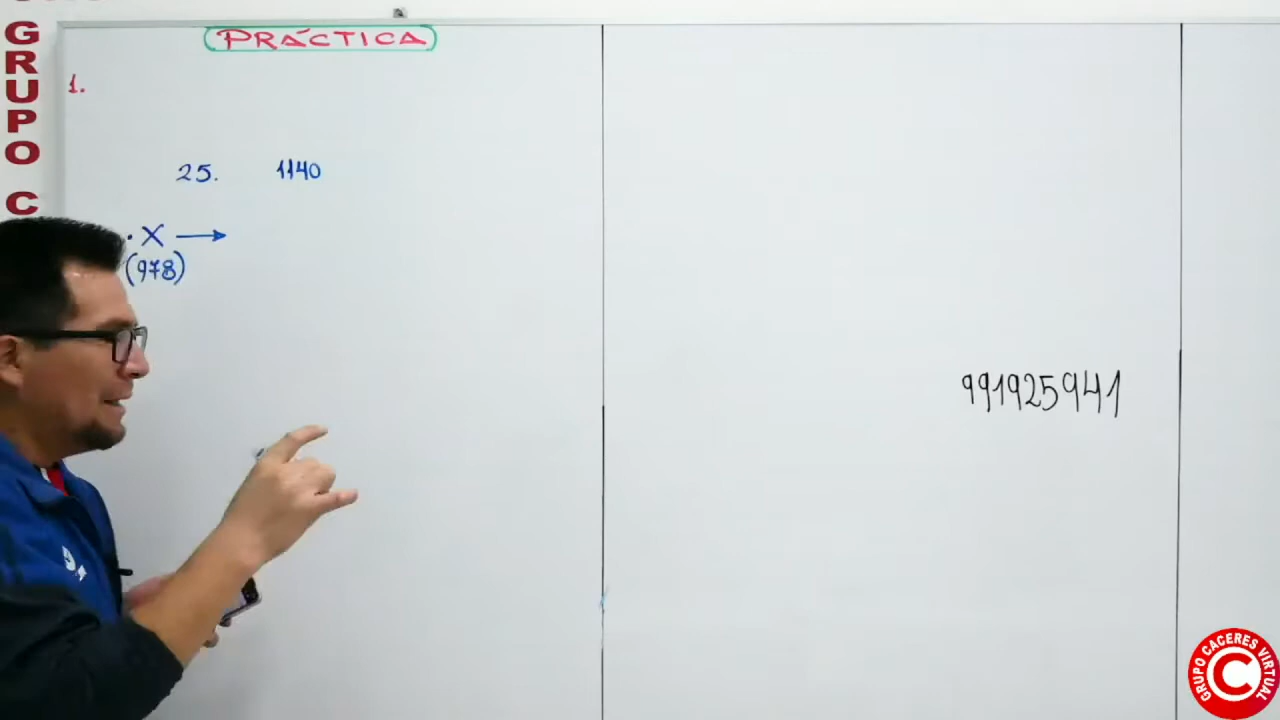 GRUPO C
PRÁCTICA
1.
25. 1140
. X →
(978)
991925941
GRUPO CACERES VIRTUAL
C